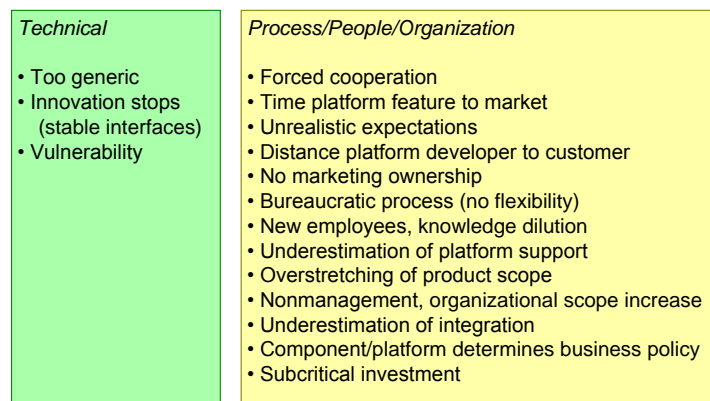 Technical
• Too generic
• Innovation stops
(stable interfaces)
• Vulnerability
Process/People/Organization
• Forced cooperation
• Time platform feature to market
• Unrealistic expectations
• Distance platform developer to customer
• No marketing ownership
• Bureaucratic process (no flexibility)
• New employees, knowledge dilution
• Underestimation of platform support
• Overstretching of product scope
• Nonmanagement, organizational scope increase
• Underestimation of integration
• Component/platform determines business policy
• Subcritical investment